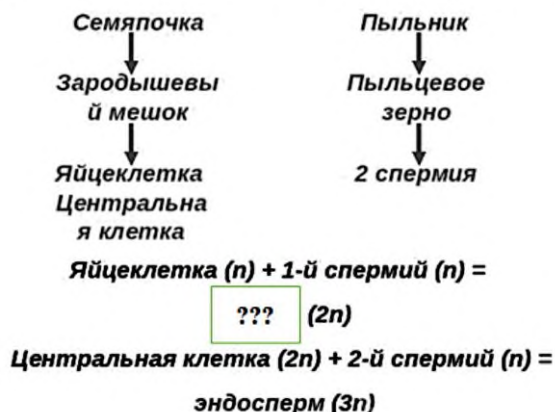 Семяпочка
Пыльник
Зародышевы
й мешок
Пыльцевое
зерно
Яйцеклетка
Центральна
я клетка
2 спермия
Яйцеклетка (n) + 1-й спермий (n) =
??? (2n)
Центральная клетка (2n) + 2-й спермий (n) =
эндосперм (3n)